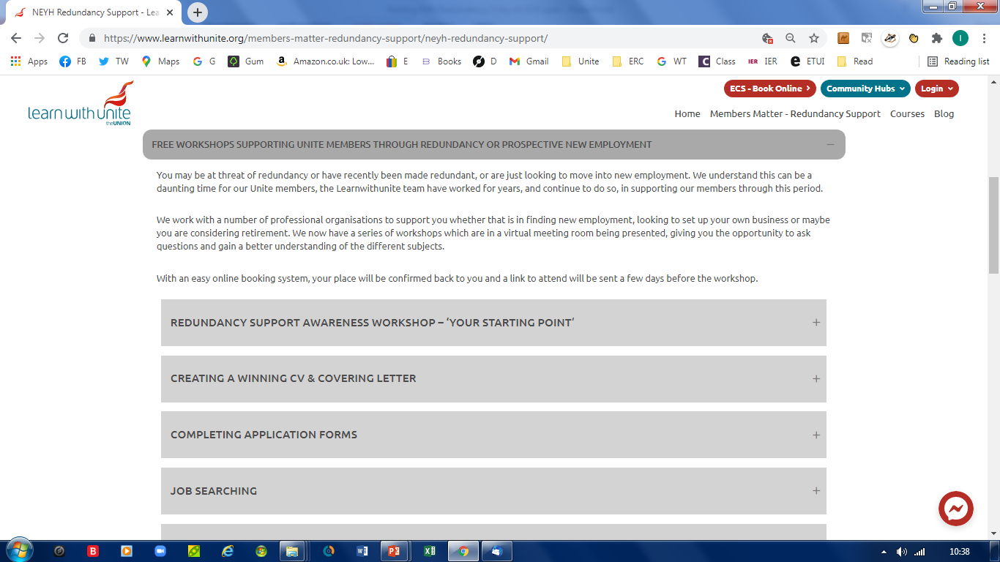 NEYH Redundancy Support - Lea
https://www.learnwithunite.org/members-matter-redundancy-support/neyh-redundancy-support/
Apps FB TW Maps G Gum Amazon.co.uk: Low... E Books D Gmail Unite ERC WT Class IER IER ETUI Read Reading list
ECS - Book Online Community Hubs Login
learn with unite
the UNION
Home Members Matter - Redundancy Support Courses Blog
FREE WORKSHOPS SUPPORTING UNITE MEMBERS THROUGH REDUNDANCY OR PROSPECTIVE NEW EMPLOYMENT
You may be at threat of redundancy or have recently been made redundant, or are just looking to move into new employment. We understand this can be a
daunting time for our Unite members, the Learnwithunite team have worked for years, and continue to do so, in supporting our members through this period.
We work with a number of professional organisations to support you whether that is in finding new employment, looking to set up your own business or maybe
you are considering retirement. We now have a series of workshops which are in a virtual meeting room being presented, giving you the opportunity to ask
questions and gain a better understanding of the different subjects.
With an easy online booking system, your place will be confirmed back to you and a link to attend will be sent a few days before the workshop.
REDUNDANCY SUPPORT AWARENESS WORKSHOP – ‘YOUR STARTING POINT’ +
CREATING A WINNING CV & COVERING LETTER +
COMPLETING APPLICATION FORMS +
JOB SEARCHING +
10:38